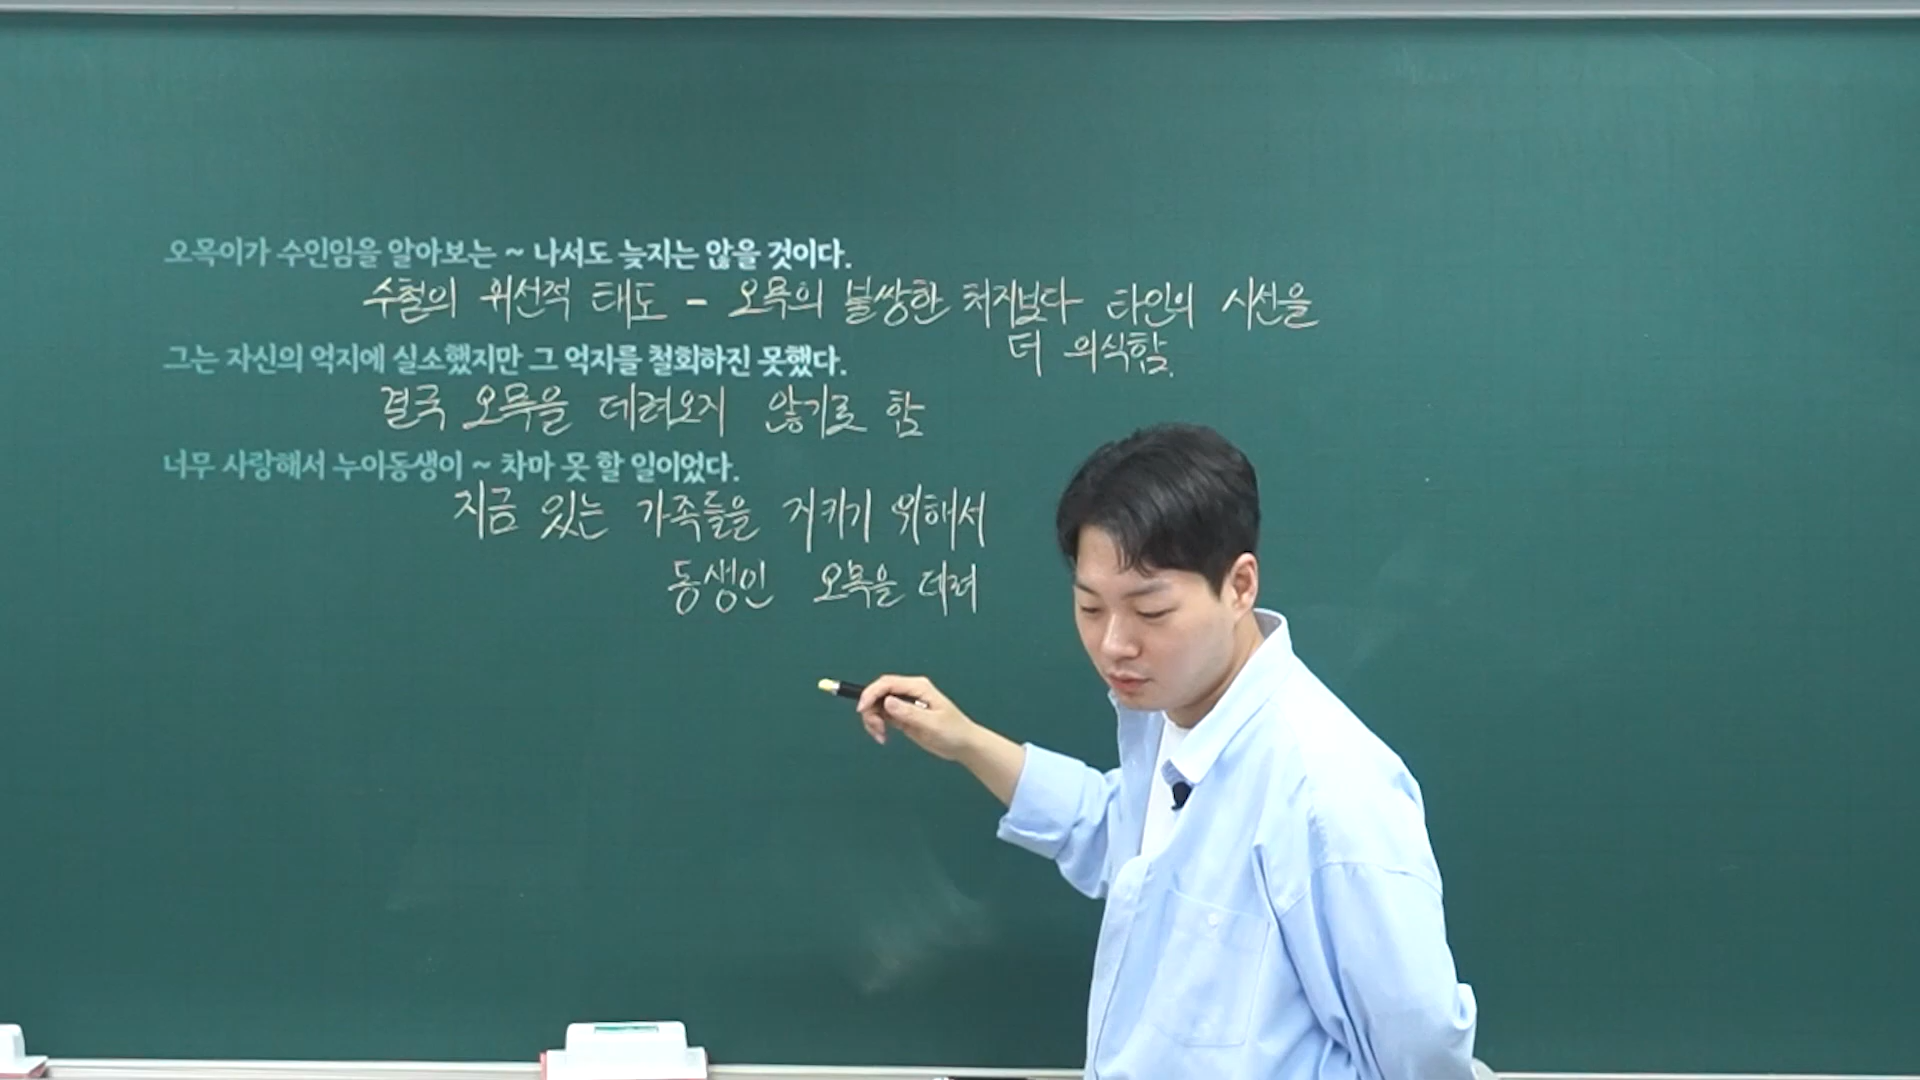 오목이가 수인임을 알아보는 ~ 나서도 늦지는 않을 것이다.
수철의 위선적 태도 - 오목의 불쌍한 처지보다 타인의 시선을
더 의식함.
그는 자신의 억지에 실소했지만 그 억지를 철회하진 못했다.
결국 오목을 데려오지 않기로 함
너무 사랑해서 누이동생이 ~ 차마 못 할 일이었다.
지금 있는 가족들을 지키기 위해서
동생인 오목을 데려